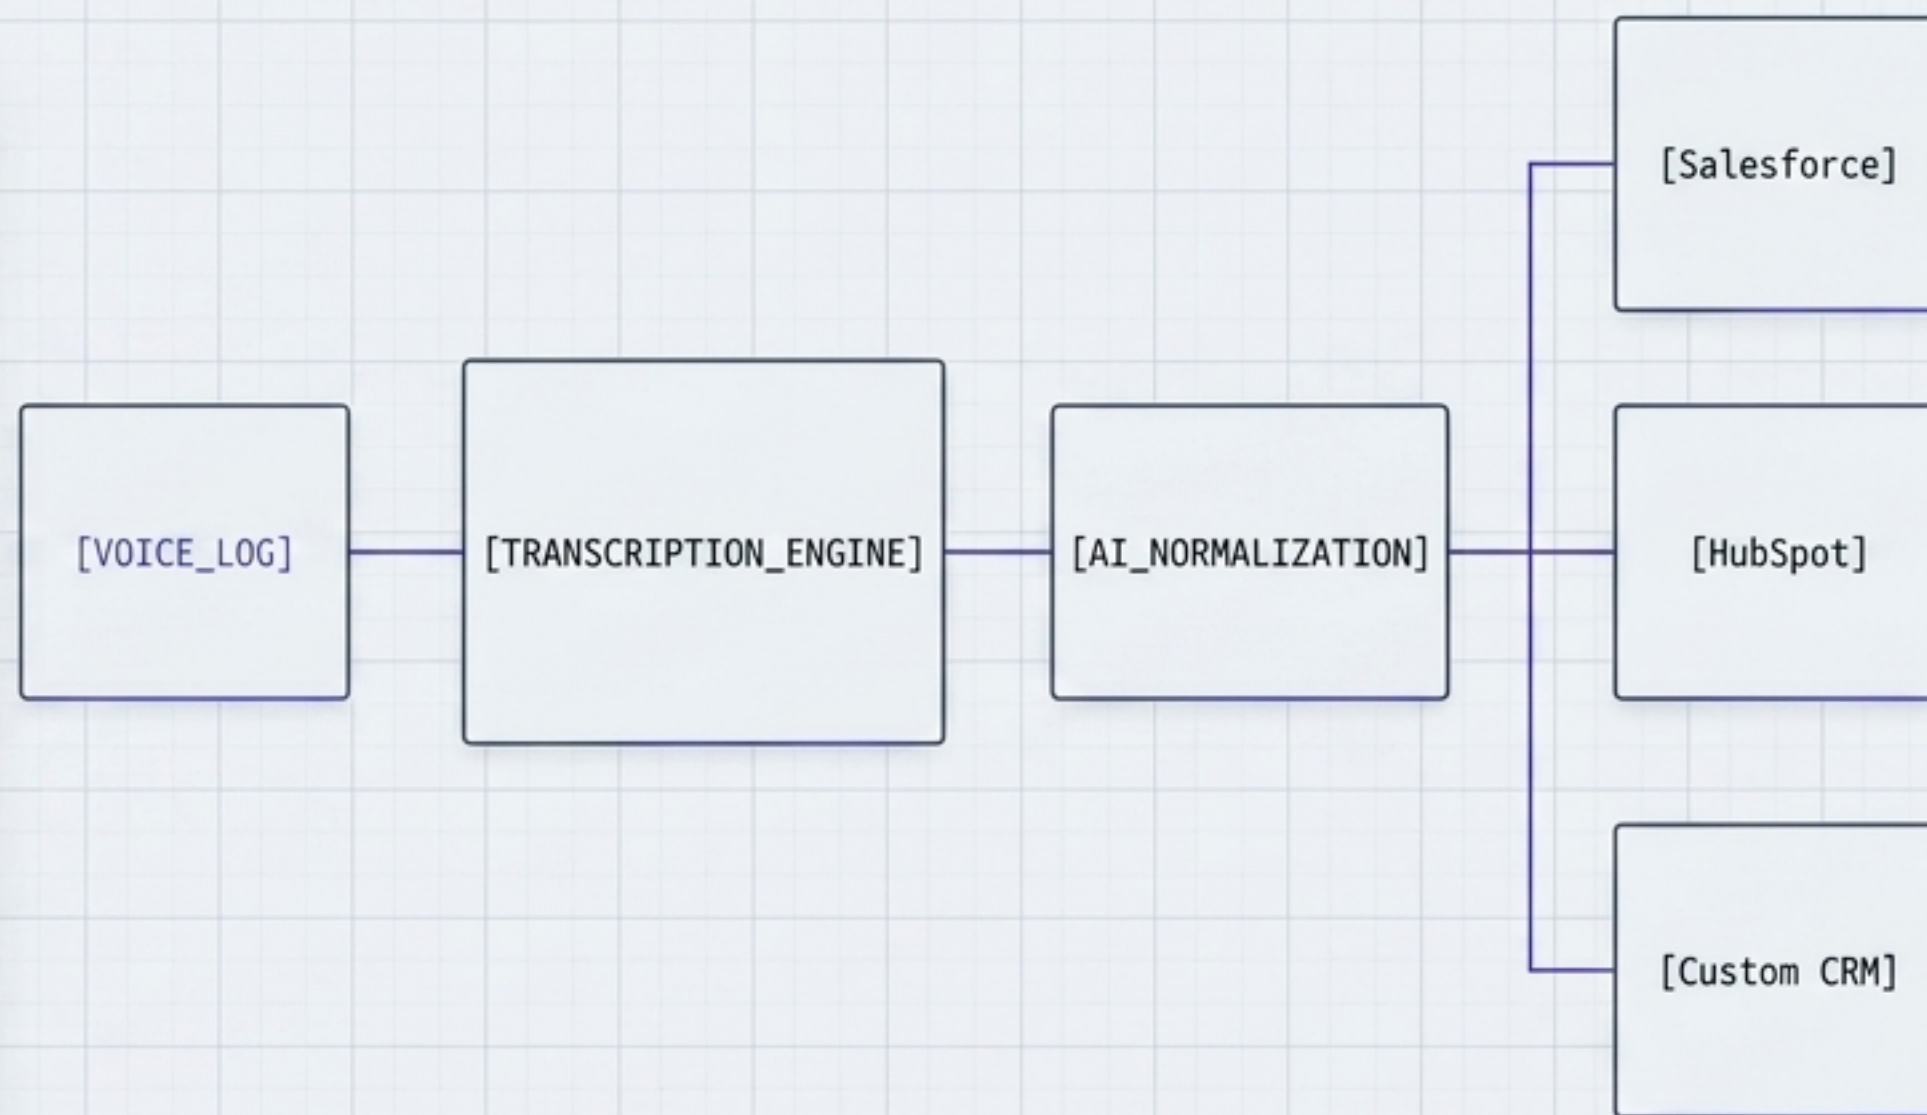 [VOICE_LOG]
[TRANSCRIPTION_ENGINE]
[AI_NORMALIZATION]
[Salesforce]
[HubSpot]
[Custom CRM]